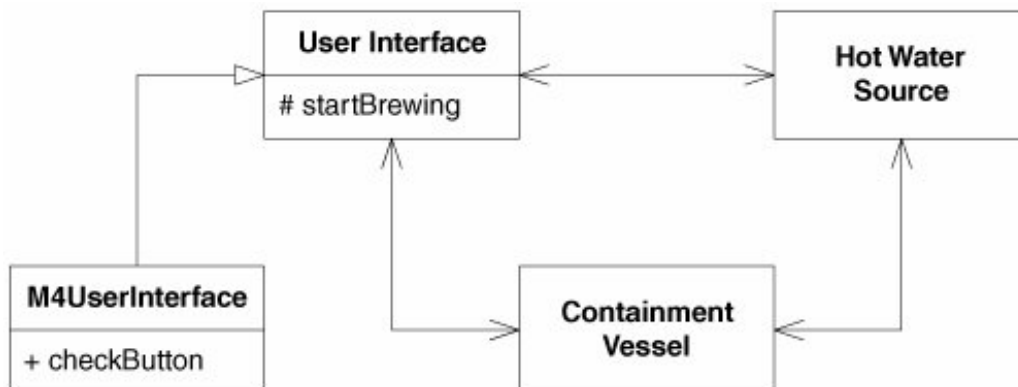 User Interface
# startBrewing
Hot Water
Source
M4UserInterface
+ checkButton
Containment
Vessel